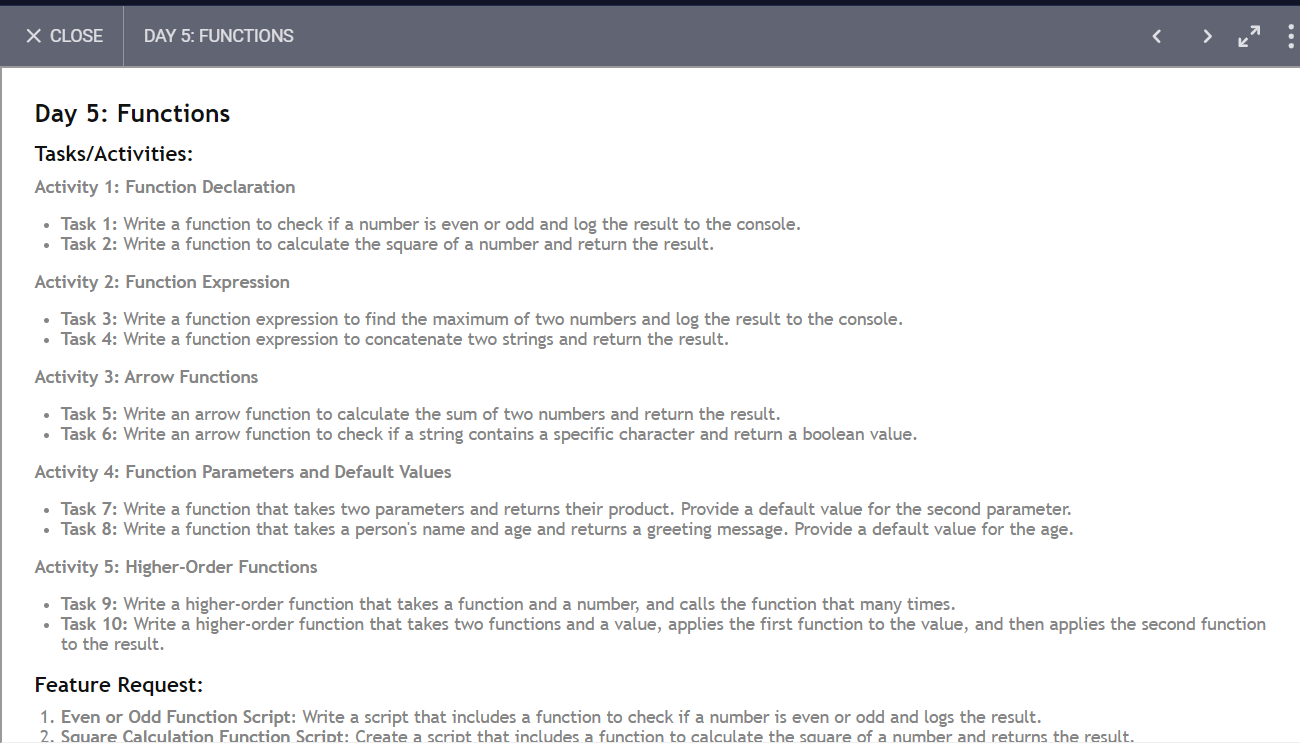 CLOSE
DAY 5: FUNCTIONS
Day 5: Functions
Tasks/Activities:
Activity 1: Function Declaration
• Task 1: Write a function to check if a number is even or odd and log the result to the console.
• Task 2: Write a function to calculate the square of a number and return the result.
Activity 2: Function Expression
• Task 3: Write a function expression to find the maximum of two numbers and log the result to the console.
• Task 4: Write a function expression to concatenate two strings and return the result.
Activity 3: Arrow Functions
• Task 5: Write an arrow function to calculate the sum of two numbers and return the result.
• Task 6: Write an arrow function to check if a string contains a specific character and return a boolean value.
Activity 4: Function Parameters and Default Values
• Task 7: Write a function that takes two parameters and returns their product. Provide a default value for the second parameter.
• Task 8: Write a function that takes a person's name and age and returns a greeting message. Provide a default value for the age.
Activity 5: Higher-Order Functions
• Task 9: Write a higher-order function that takes a function and a number, and calls the function that many times.
• Task 10: Write a higher-order function that takes two functions and a value, applies the first function to the value, and then applies the second function
to the result.
Feature Request:
1. Even or Odd Function Script: Write a script that includes a function to check if a number is even or odd and logs the result.
2. Square Calculation Function Script: Create a script that includes a function to calculate the square of a number and returns the result.